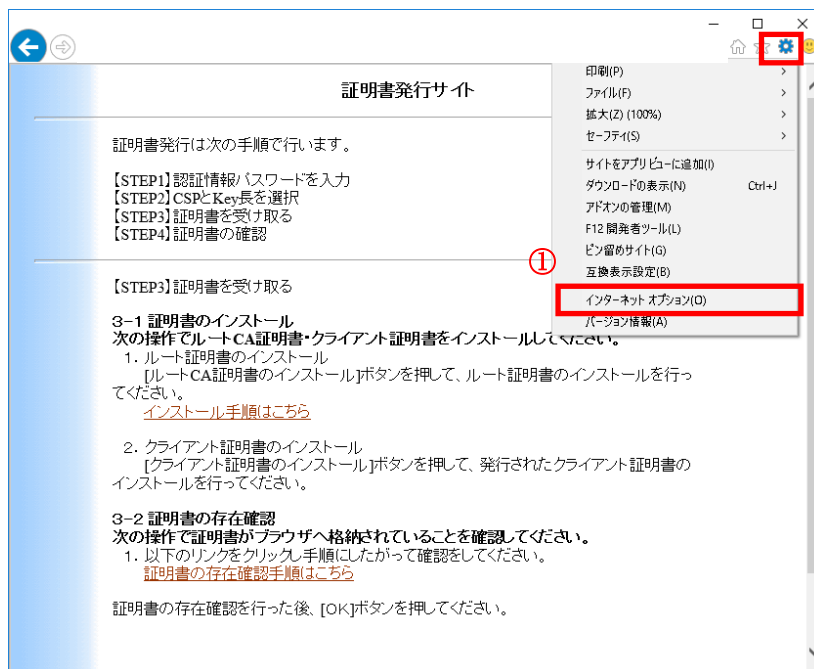 証明書発行サイト
証明書発行は次の手順で行います。
【STEP1】認証情報パスワードを入力
【STEP2】CSPとKey長を選択
【STEP3】証明書を受け取る
【STEP4】証明書の確認
【STEP3】証明書を受け取る
3-1 証明書のインストール
次の操作でルートCA証明書・クライアント証明書をインストールしてください。
1. ルート証明書のインストール
[ルートCA証明書のインストール]ボタンを押して、ルート証明書のインストールを行っ
てください。
インストール手順はこちら
2. クライアント証明書のインストール
[クライアント証明書のインストール]ボタンを押して、発行されたクライアント証明書の
インストールを行ってください。
3-2 証明書の存在確認
次の操作で証明書がブラウザへ格納されていることを確認してください。
1. 以下のリンクをクリックし手順にしたがって確認をしてください。
証明書の存在確認手順はこちら
証明書の存在確認を行った後、[OK]ボタンを押してください。
印刷(P)
ファイル(F)
拡大(Z) (100%)
セーフティ(S)
サイトをアプリ ビューに追加(I)
ダウンロードの表示(N) Ctrl+J
アドオンの管理(M)
F12 開発者ツール(L)
ピン留めサイト(G)
互換表示設定(B)
①
インターネット オプション(O)
バージョン情報(A)